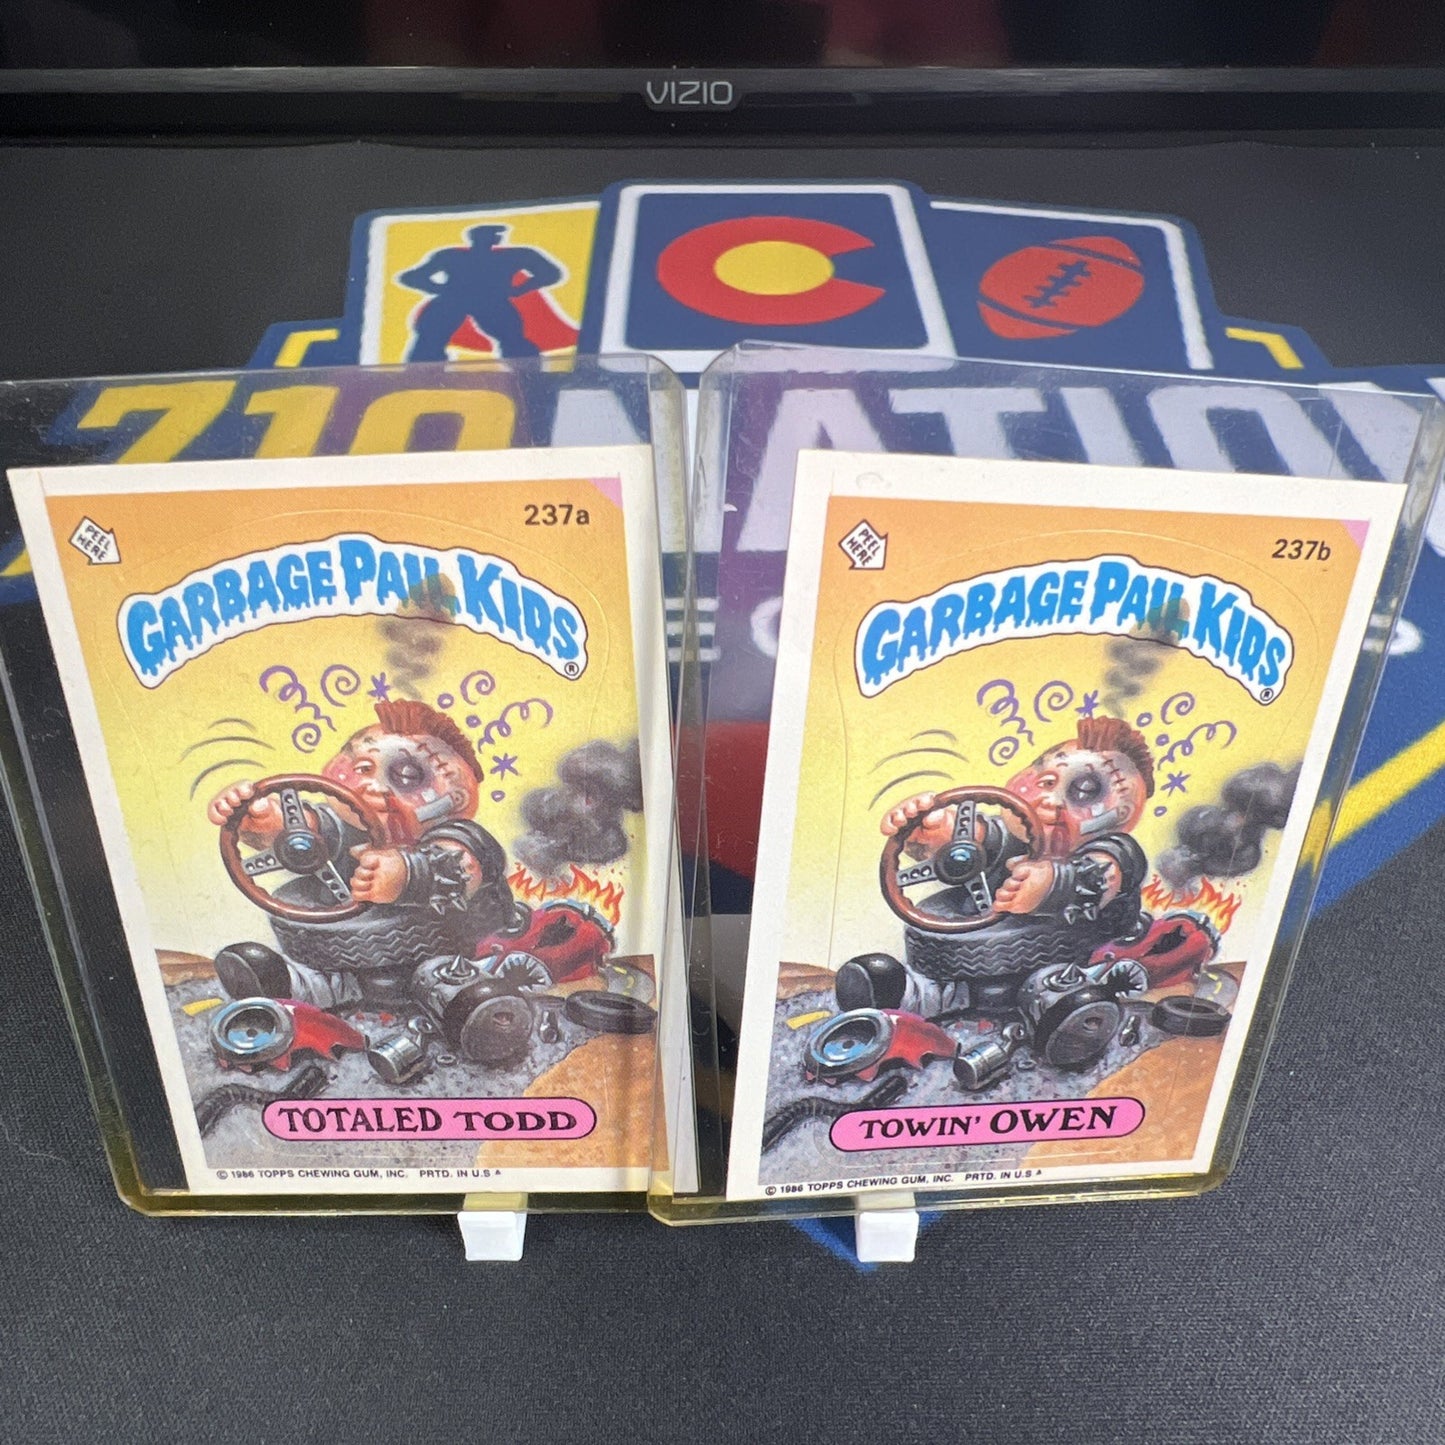 VIZIO
C
710NATION
237a
PEEL HERE
GARBAGE PAIL KIDS®
TOTALED TODD
© 1986 TOPPS CHEWING GUM, INC. PRTD. IN U.S.A.
237b
PEEL HERE
GARBAGE PAIL KIDS®
TOWIN' OWEN
© 1986 TOPPS CHEWING GUM, INC. PRTD. IN U.S.A.